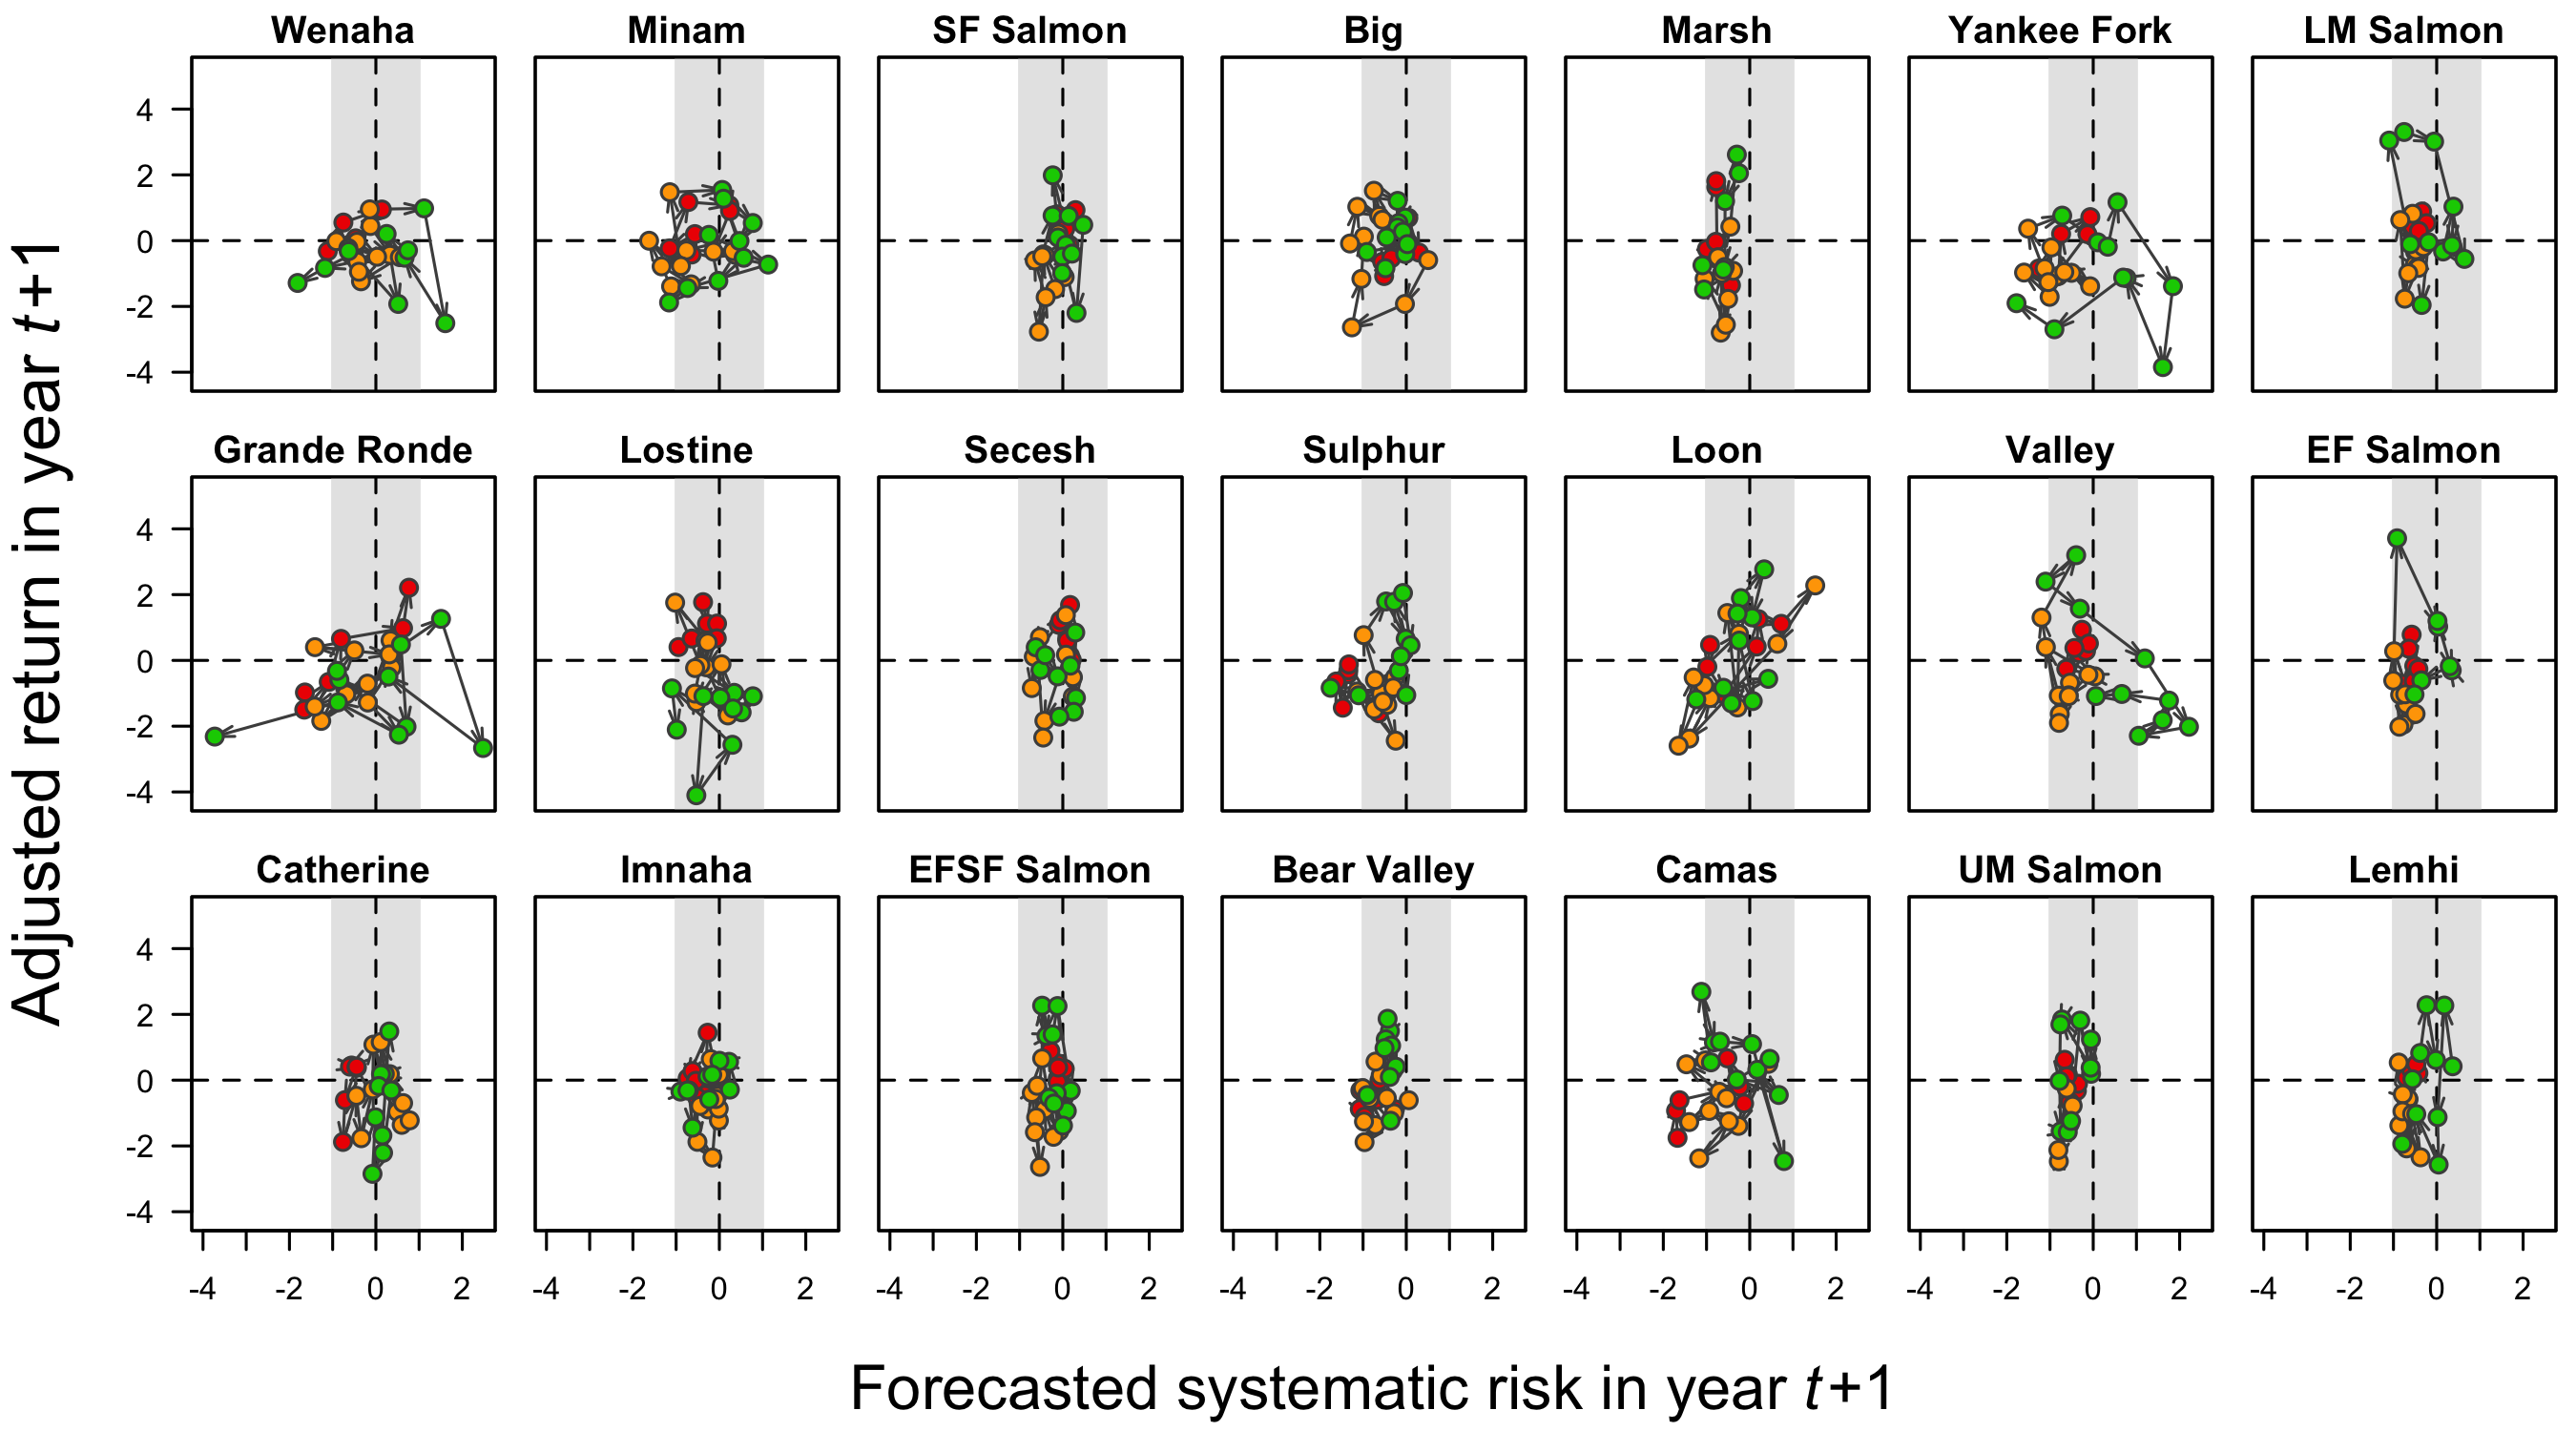 Wenaha Minam SF Salmon Big Marsh Yankee Fork LM Salmon
4
2
0
-2
-4
Grande Ronde Lostine Secesh Sulphur Loon Valley EF Salmon
4
2
0
-2
-4
Catherine Imnaha EFSF Salmon Bear Valley Camas UM Salmon Lemhi
4
2
0
-2
-4
-4 -2 0 2 -4 -2 0 2 -4 -2 0 2 -4 -2 0 2 -4 -2 0 2 -4 -2 0 2 -4 -2 0 2
Adjusted return in year t+1
Forecasted systematic risk in year t+1